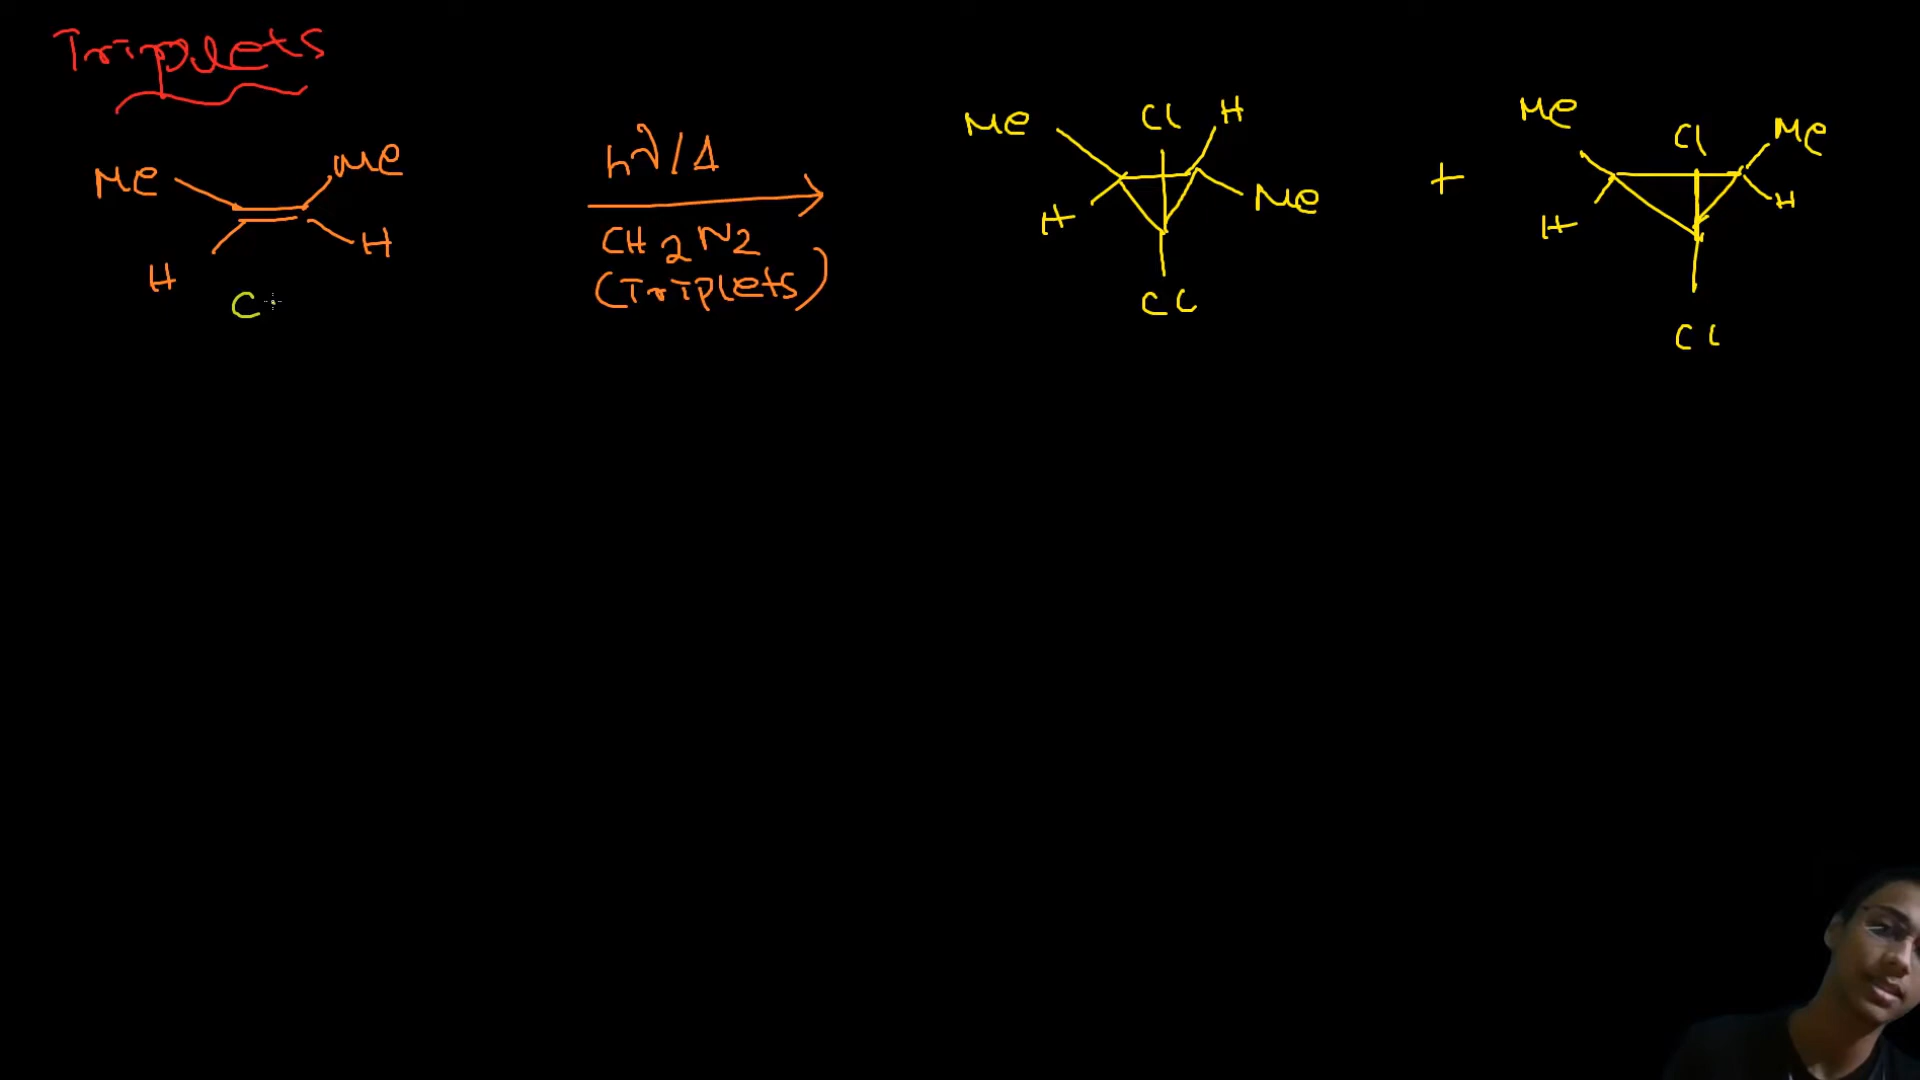 Triplets
Me Me
H H
C
hν/Δ
CH2N2
(Triplets)
Me Cl H
H Me
Cl
+
Me Cl Me
H H
Cl